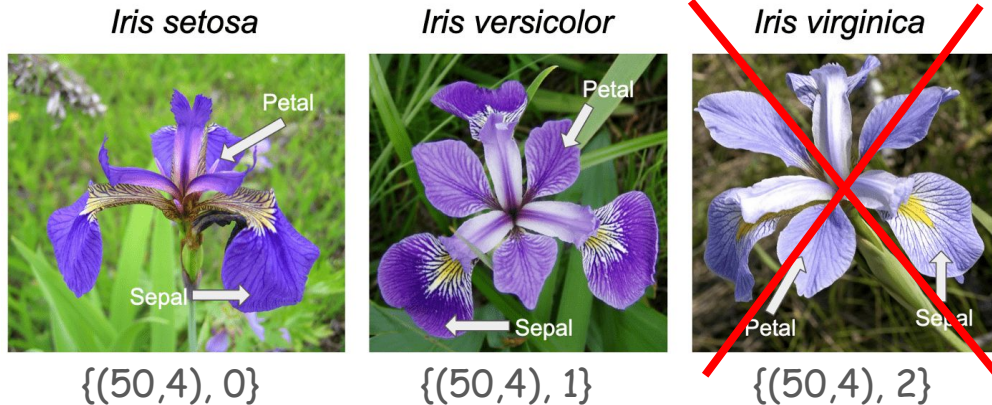 Iris setosa
Iris versicolor
Iris virginica
Petal
Sepal
Petal
Sepal
Petal
Sepal
{(50,4), 0}
{(50,4), 1}
{(50,4), 2}